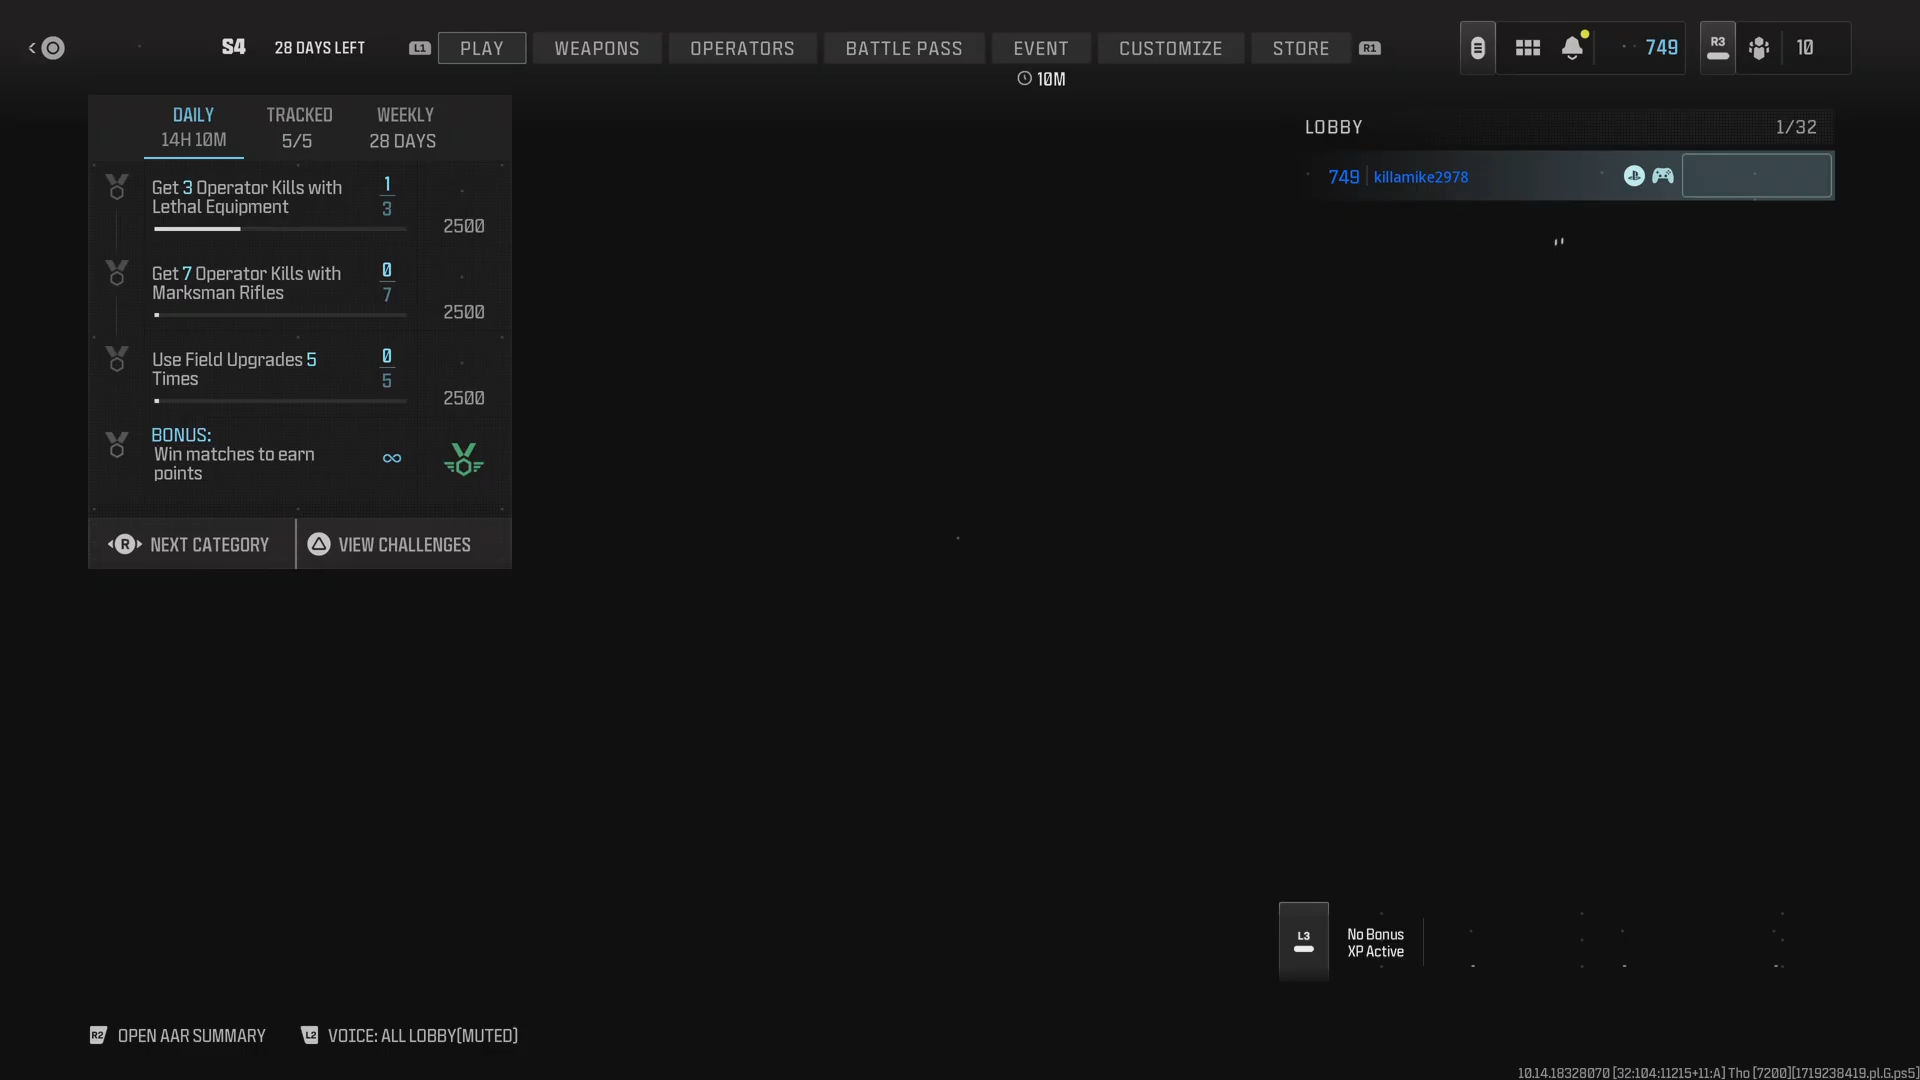 S4 28 DAYS LEFT L1 PLAY WEAPONS OPERATORS BATTLE PASS EVENT CUSTOMIZE STORE R1 749 R3 10
10M
DAILY TRACKED WEEKLY
14H 10M 5/5 28 DAYS
Get 3 Operator Kills with
Lethal Equipment
1
3
2500
Get 7 Operator Kills with
Marksman Rifles
0
7
2500
Use Field Upgrades 5
Times
0
5
2500
BONUS:
Win matches to earn
points
∞
R NEXT CATEGORY VIEW CHALLENGES
LOBBY 1/32
749 killamike2978
L3 No Bonus
XP Active
R2 OPEN AAR SUMMARY L2 VOICE: ALL LOBBY(MUTED)
10.14.18328070 [32:104:11215+11:A] Tho [7200][1719238419.pl.G.ps5]